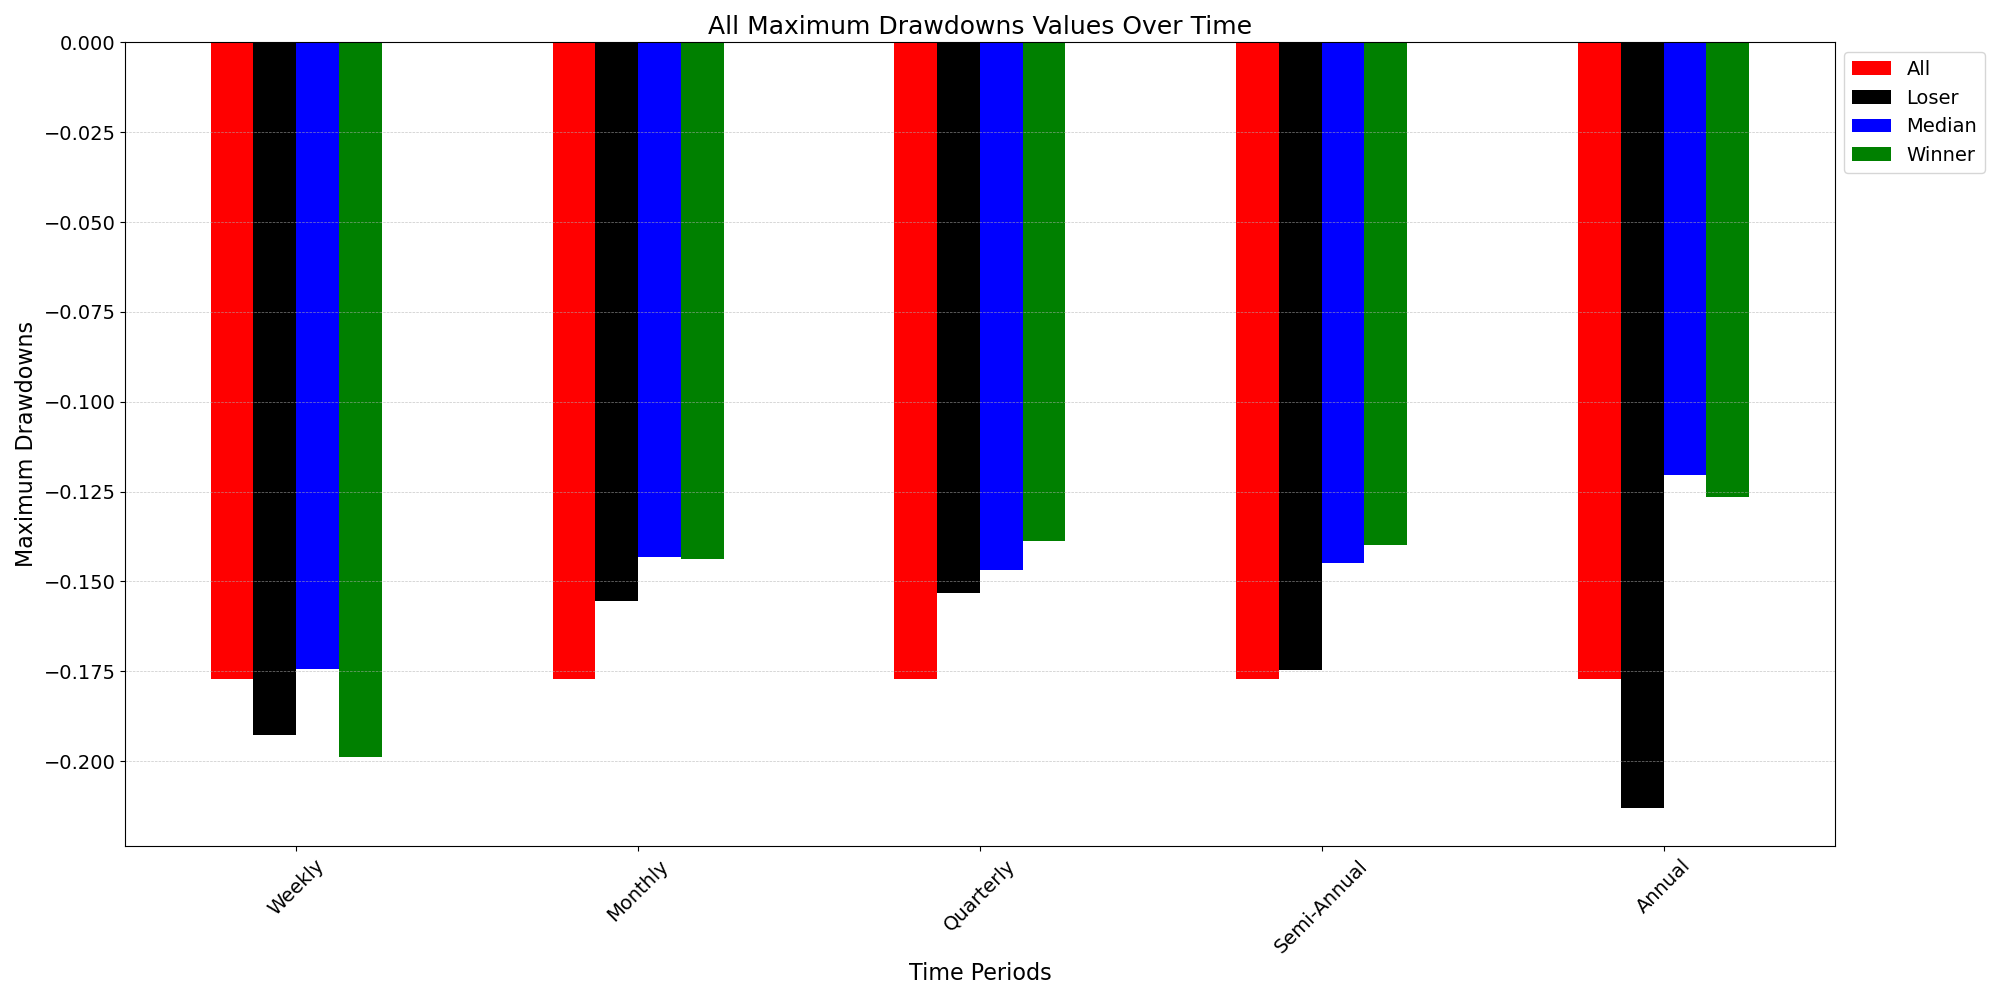 All Maximum Drawdowns Values Over Time
0.000
−0.025
−0.050
−0.075
−0.100
−0.125
−0.150
−0.175
−0.200
Maximum Drawdowns
All
Loser
Median
Winner
Weekly
Monthly
Quarterly
Semi-Annual
Annual
Time Periods